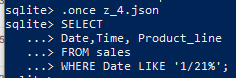 sqlite> .once z_4.json
sqlite> SELECT
   ...> Date,Time, Product_line
   ...> FROM sales
   ...> WHERE Date LIKE '1/21%';